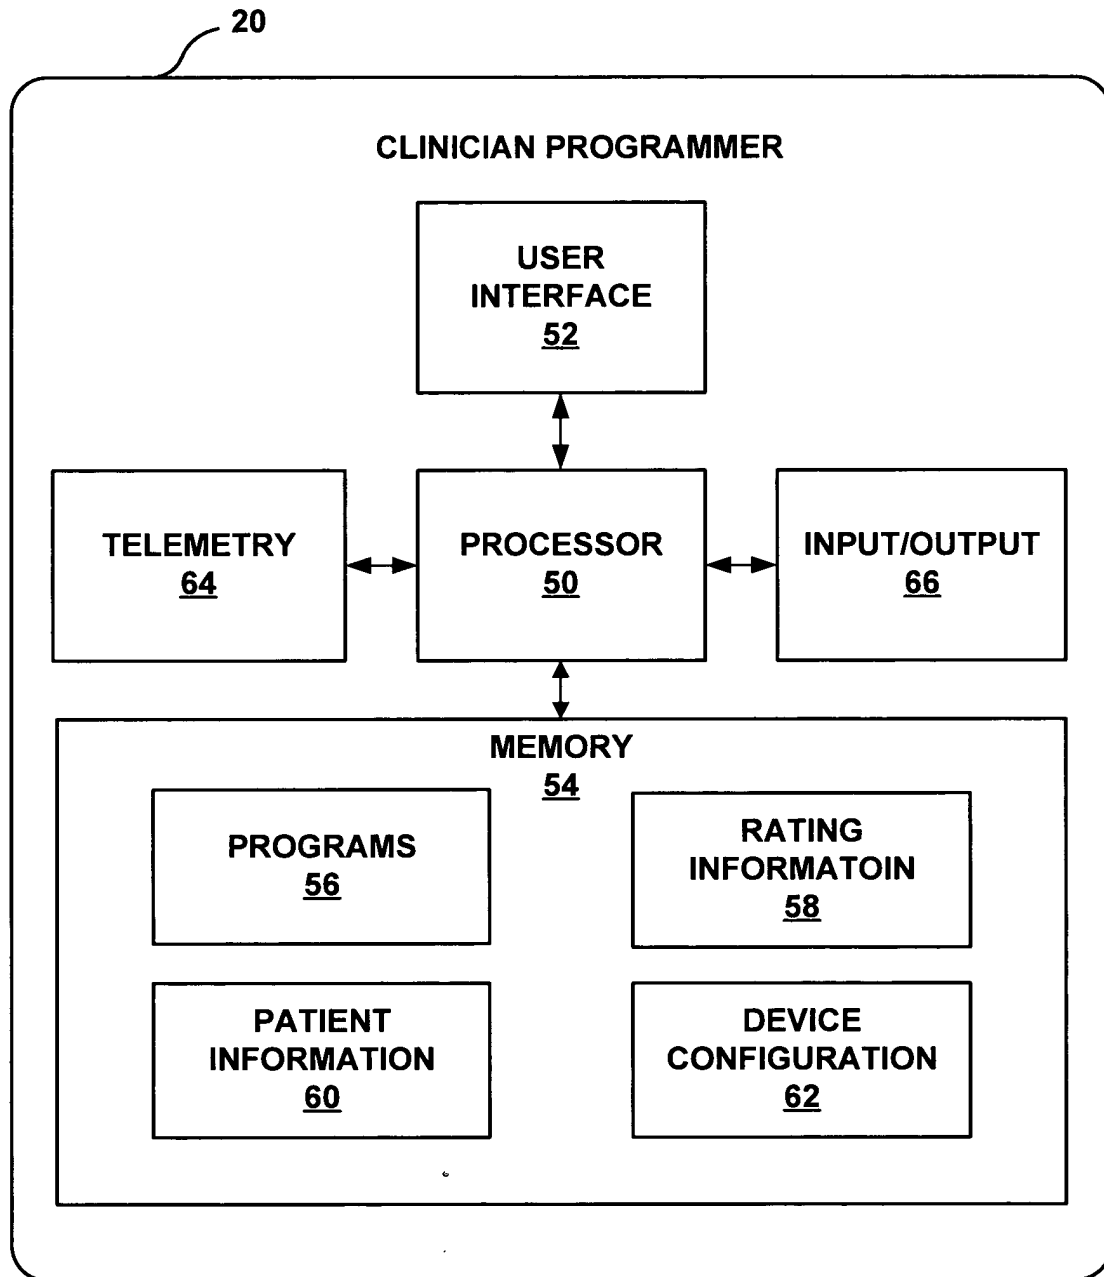 20
CLINICIAN PROGRAMMER
USER
INTERFACE
52
TELEMETRY
64
PROCESSOR
50
INPUT/OUTPUT
66
MEMORY
54
PROGRAMS
56
RATING
INFORMATOIN
58
PATIENT
INFORMATION
60
DEVICE
CONFIGURATION
62